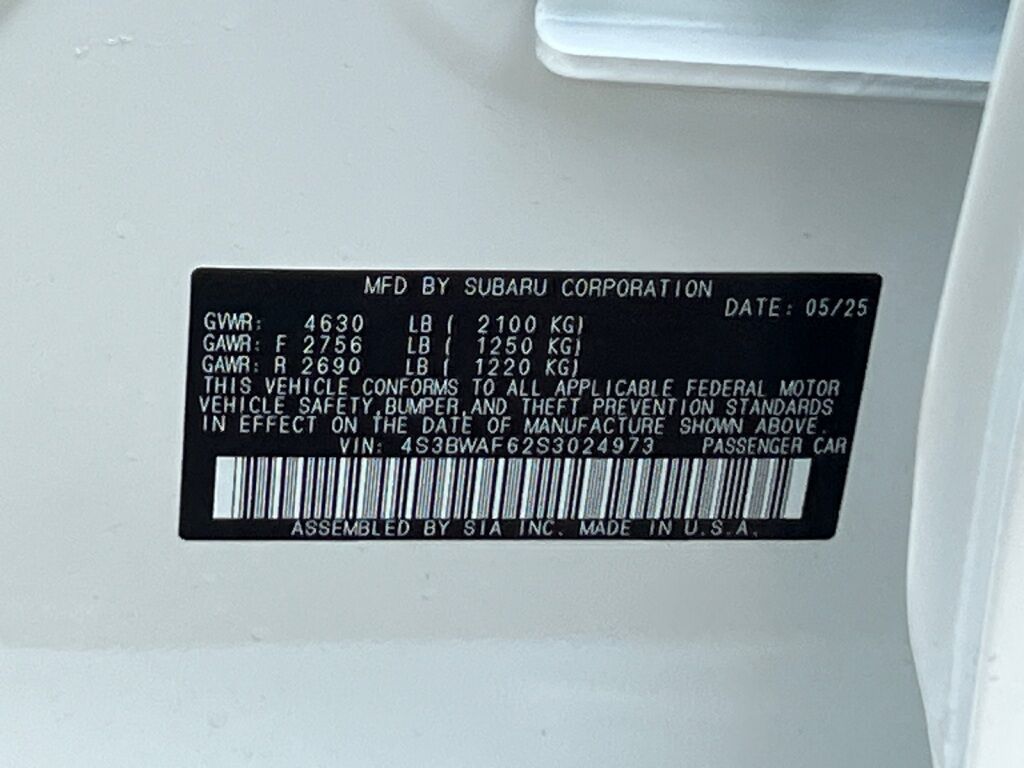 MFD BY SUBARU CORPORATION
DATE: 05/25
GVWR: 4630 LB ( 2100 KG)
GAWR: F 2756 LB ( 1250 KG)
GAWR: R 2690 LB ( 1220 KG)
THIS VEHICLE CONFORMS TO ALL APPLICABLE FEDERAL MOTOR
VEHICLE SAFETY,BUMPER,AND THEFT PREVENTION STANDARDS
IN EFFECT ON THE DATE OF MANUFACTURE SHOWN ABOVE.
VIN: 4S3BWAF62S3024973 PASSENGER CAR
ASSEMBLED BY SIA INC. MADE IN U.S.A.